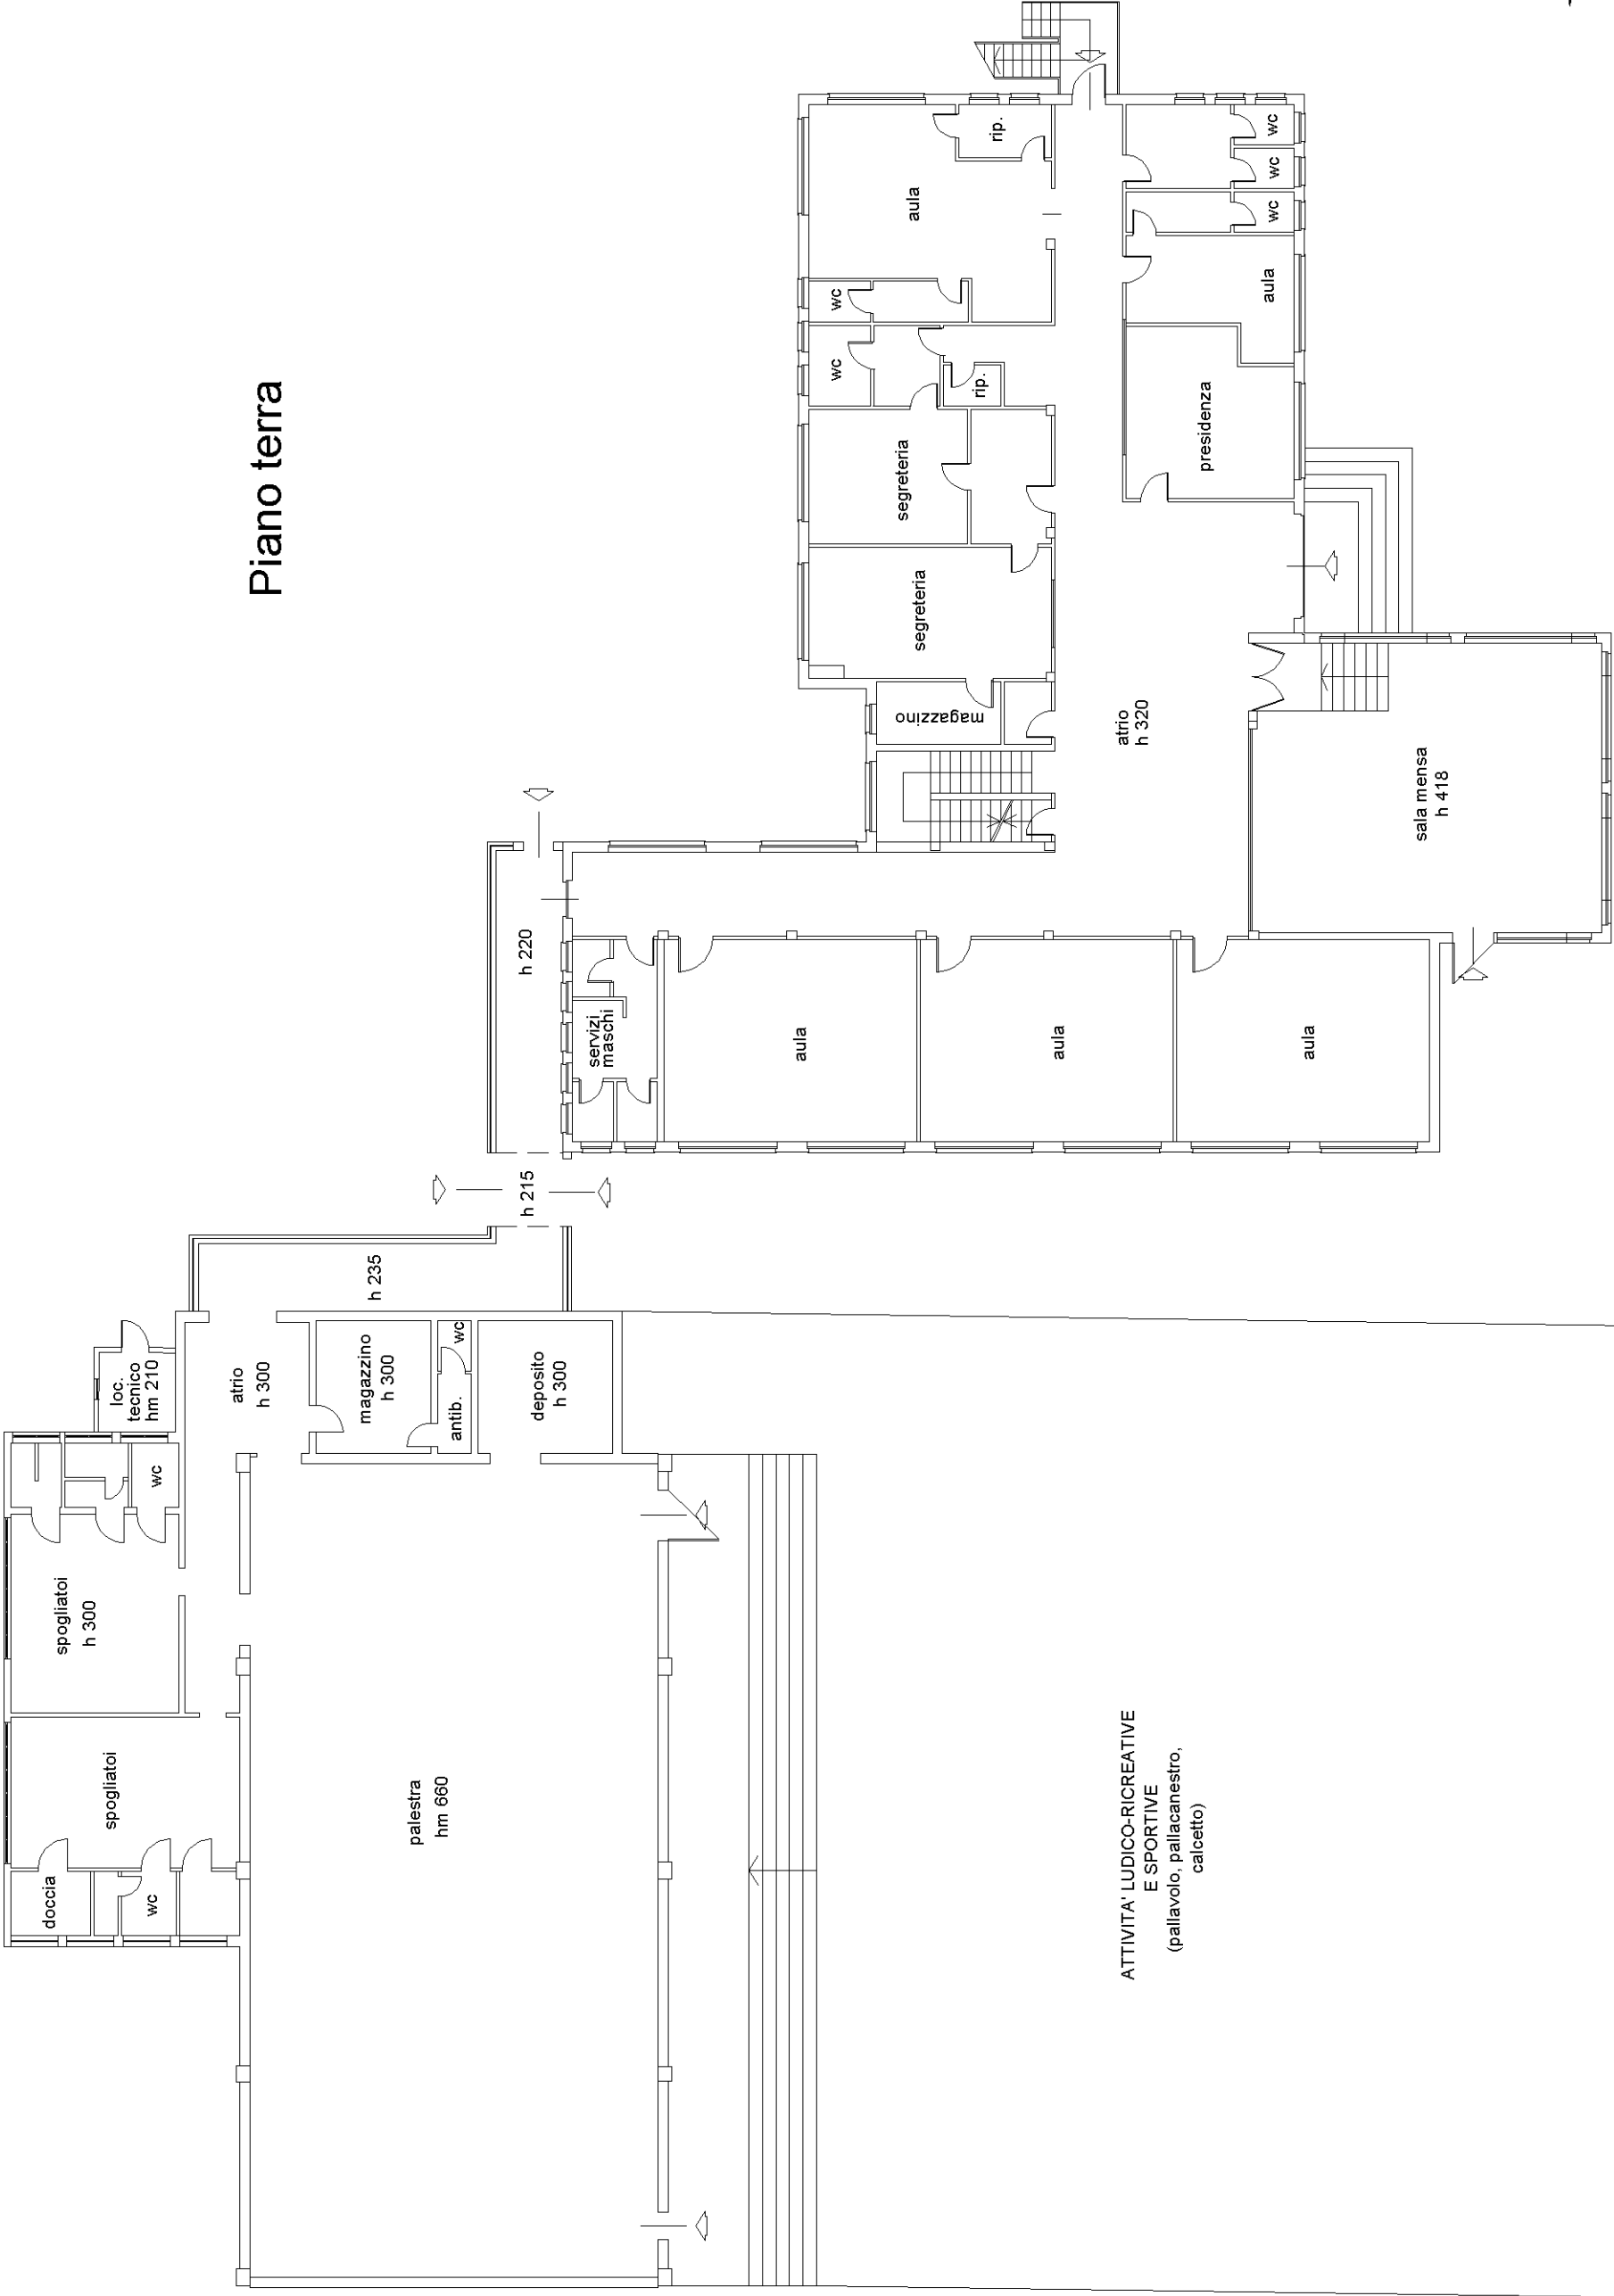 doccia
spogliatoi
h 300
spogliatoi
loc.
tecnico
hm 210
wc
wc
atrio
h 300
Piano terra
magazzino
h 300
h 235
palestra
hm 660
antib.
wc
h 220
h 215
deposito
h 300
servizi
maschi
aula
wc
wc
segreteria
aula
segreteria
magazzino
rip.
rip.
aula
atrio
h 320
ATTIVITA' LUDICO-RICREATIVE
E SPORTIVE
(pallavolo, pallacanestro,
calcetto)
presidenza
aula
wc
wc
wc
aula
sala mensa
h 418